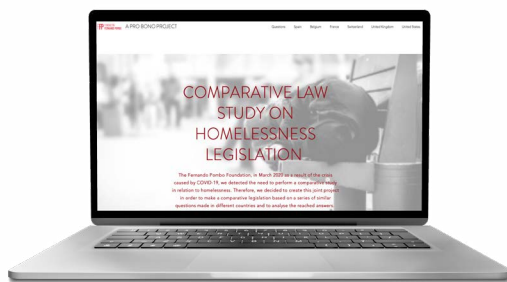 A PRO BONO PROJECT
Questions Spain Belgium France Switzerland United Kingdom United States
COMPARATIVE LAW
STUDY ON
HOMELESSNESS
LEGISLATION
The Fernando Pombo Foundation, in March 2020 as a result of the crisis
caused by COVID-19, we detected the need to perform a comparative study
in relation to homelessness. Therefore, we decided to create this joint project
in order to make a comparative legislation based on a series of similar
questions made in different countries and to analyse the reached answers.